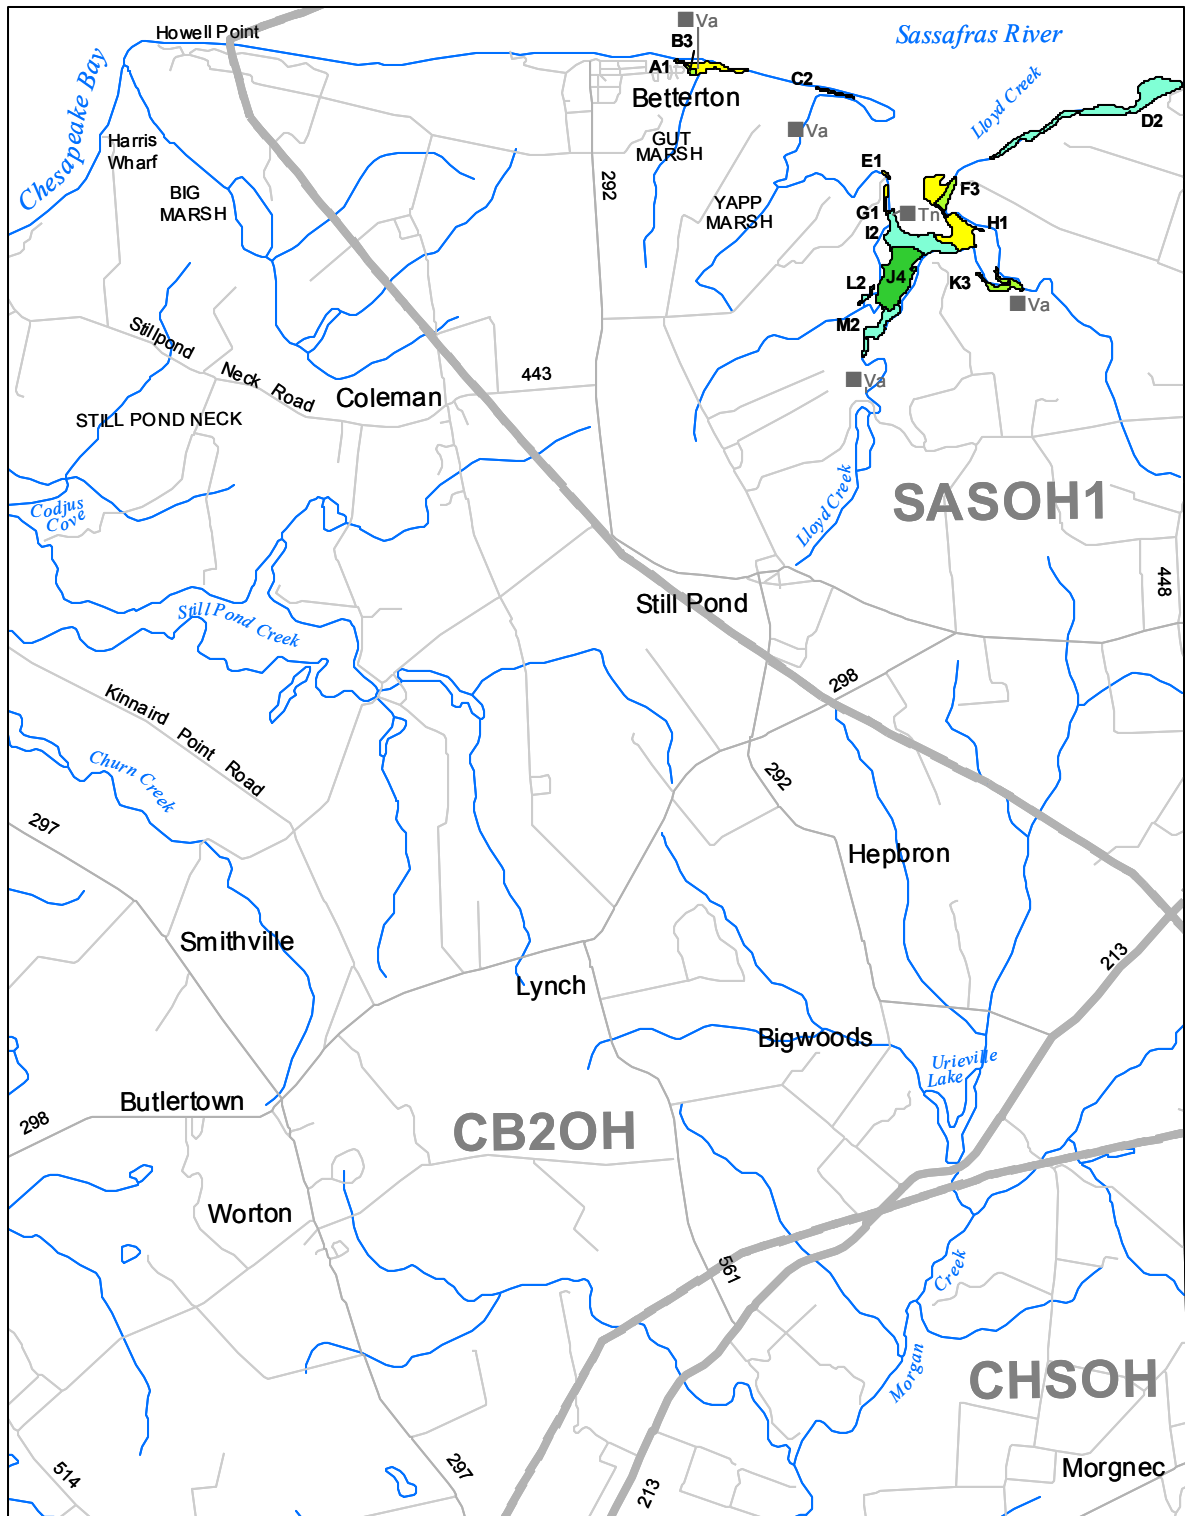 Howell Point
Va
B3
Sassafras River
A1
C2
Betterton
Chesapeake Bay
Lloyd Creek
D2
Harris
Wharf
GUT
MARSH
Va
E1
BIG
MARSH
292
YAPP
MARSH
F3
G1
Tn
H1
I2
J4
L2
K3
Va
M2
Stillpond
Neck Road
443
Va
Coleman
STILL POND NECK
SASOH1
Codjus
Cove
Lloyd Creek
448
Still Pond Creek
Still Pond
298
Kinnaird Point Road
Churn Creek
292
297
Hepbron
Smithville
213
Lynch
Bigwoods
Urieville
Lake
Butlertown
298
CB2OH
Worton
561
Morgan
Creek
CHSOH
514
297
213
Morgnec